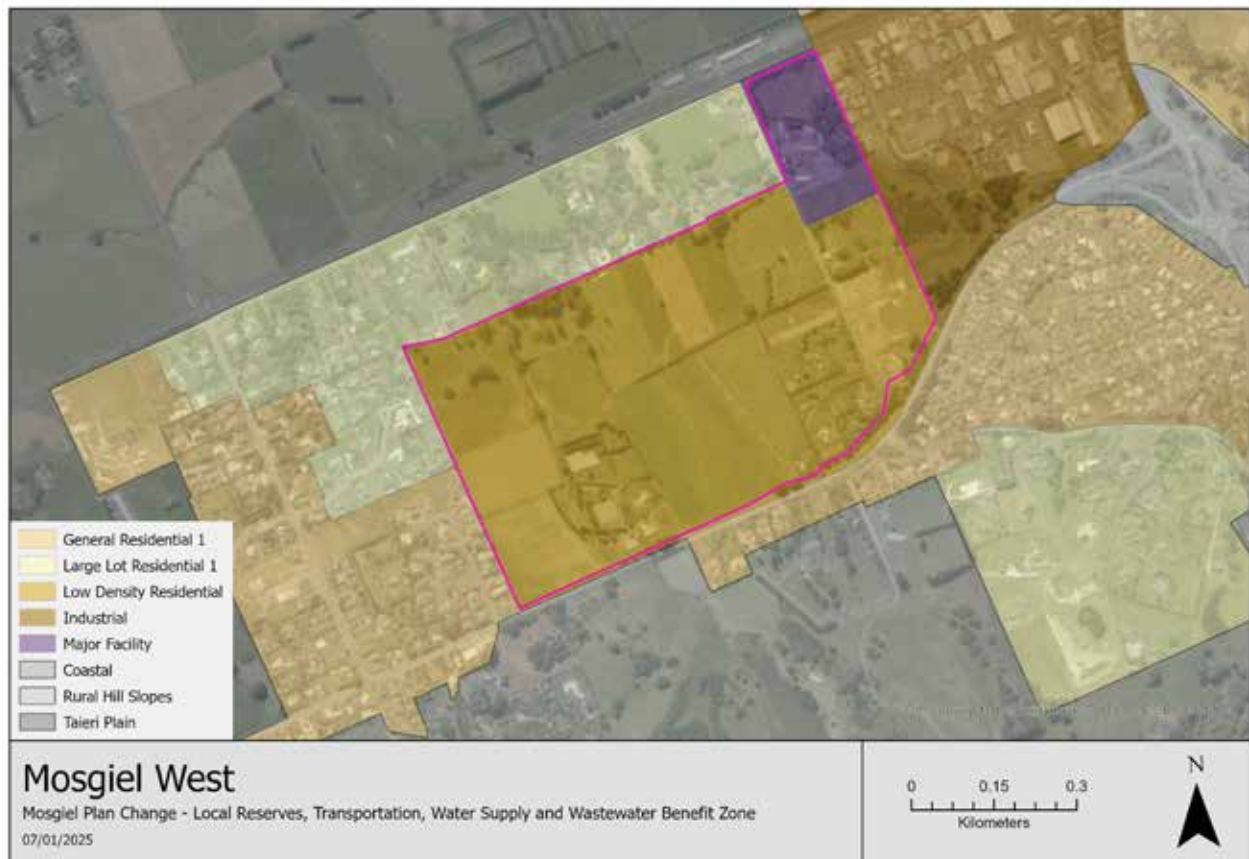 General Residential 1
Large Lot Residential 1
Low Density Residential
Industrial
Major Facility
Coastal
Rural Hill Slopes
Taieri Plain
Mosgiel West
Mosgiel Plan Change - Local Reserves, Transportation, Water Supply and Wastewater Benefit Zone
07/01/2025
0 0.15 0.3
Kilometers
N